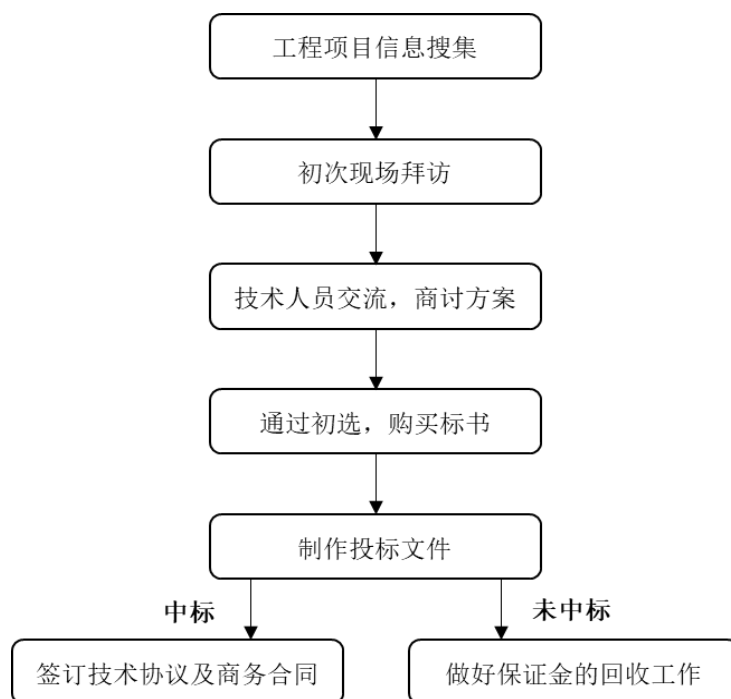 工程项目信息搜集
初次现场拜访
技术人员交流，商讨方案
通过初选，购买标书
制作投标文件
中标
未中标
签订技术协议及商务合同
做好保证金的回收工作